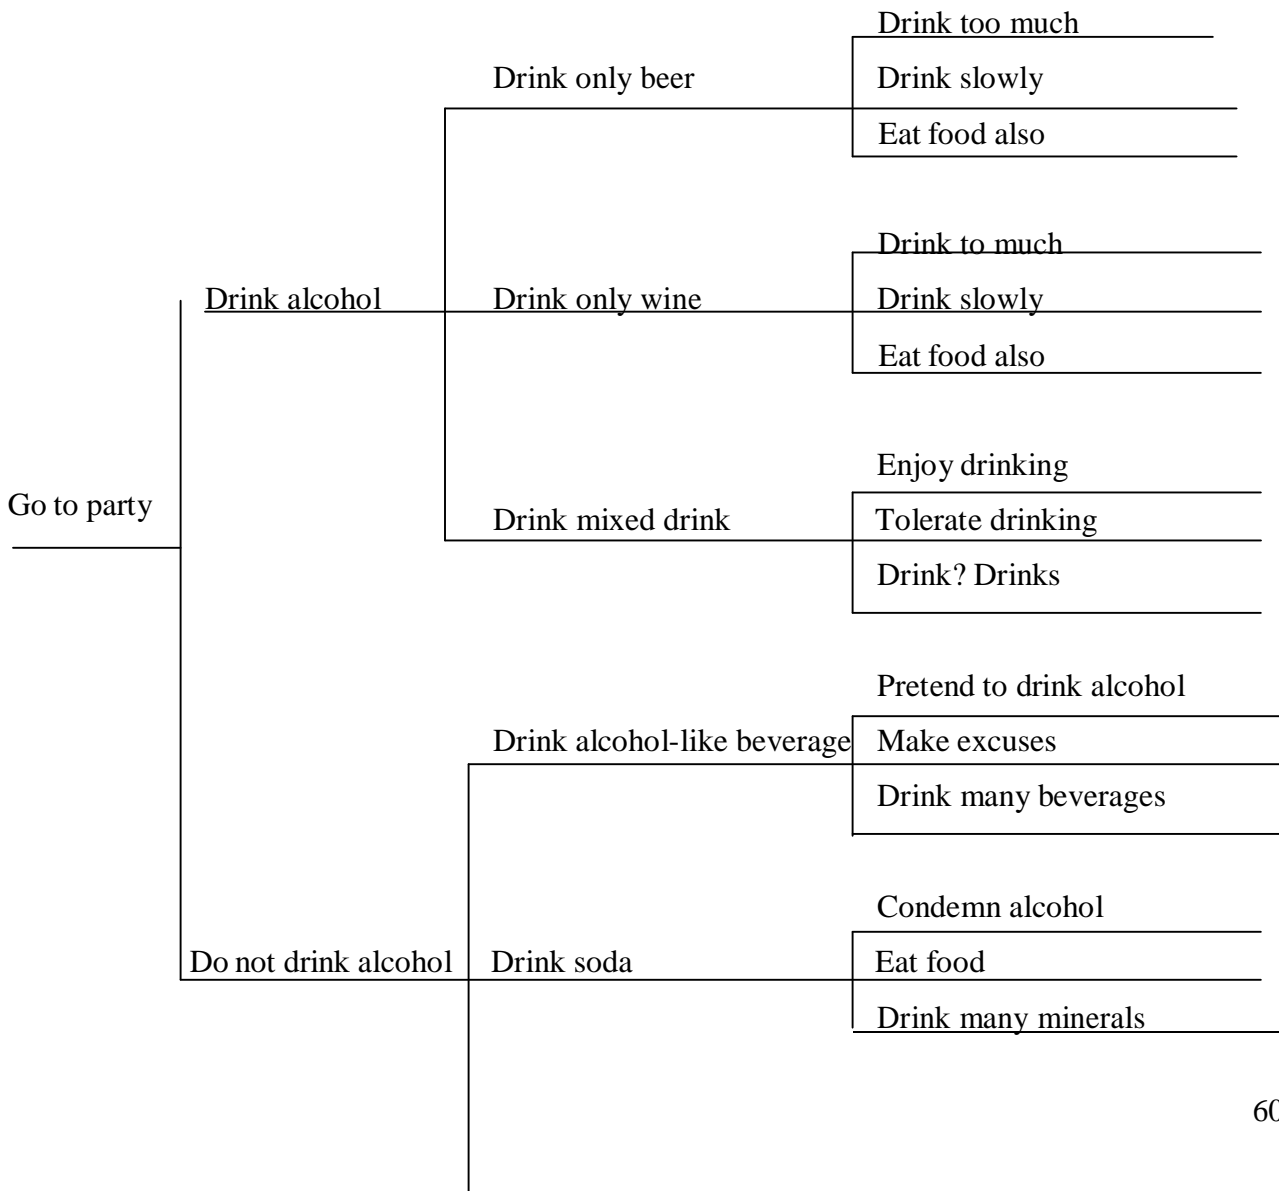 Drink too much
Drink only beer
Drink slowly
Eat food also
Drink to much
Drink alcohol
Drink only wine
Drink slowly
Eat food also
Enjoy drinking
Go to party
Drink mixed drink
Tolerate drinking
Drink? Drinks
Pretend to drink alcohol
Drink alcohol-like beverage
Make excuses
Drink many beverages
Condemn alcohol
Do not drink alcohol
Drink soda
Eat food
Drink many minerals
60